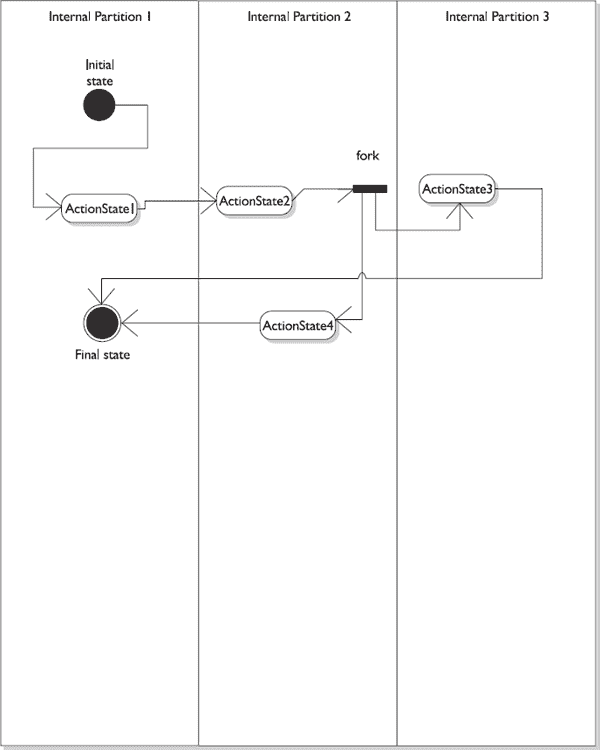 Internal Partition 1
Internal Partition 2
Internal Partition 3
Initial
state
fork
ActionState1
ActionState2
ActionState3
ActionState4
Final state